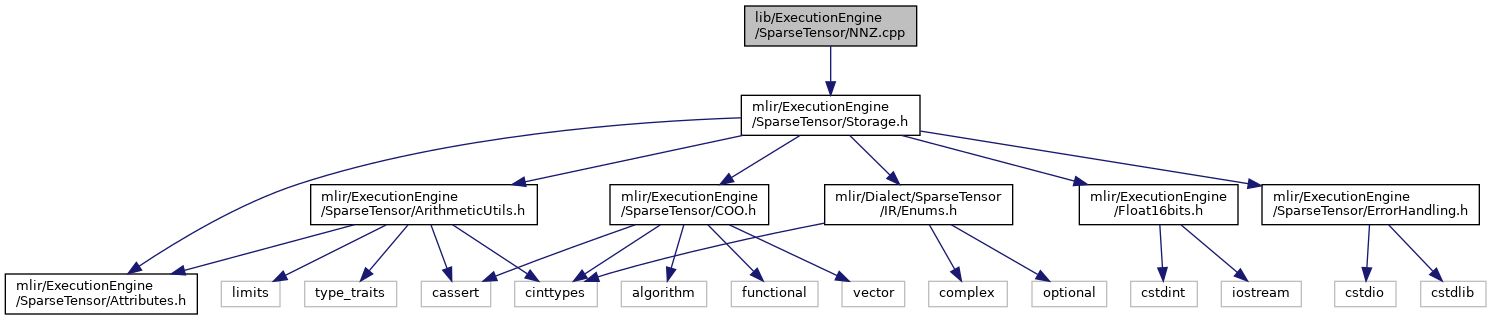 lib/ExecutionEngine
/SparseTensor/NNZ.cpp
mlir/ExecutionEngine
/SparseTensor/Storage.h
mlir/ExecutionEngine
/SparseTensor/ArithmeticUtils.h
mlir/ExecutionEngine
/SparseTensor/COO.h
mlir/Dialect/SparseTensor
/IR/Enums.h
mlir/ExecutionEngine
/Float16bits.h
mlir/ExecutionEngine
/SparseTensor/ErrorHandling.h
mlir/ExecutionEngine
/SparseTensor/Attributes.h
limits
type_traits
cassert
cinttypes
algorithm
functional
vector
complex
optional
cstdint
iostream
cstdio
cstdlib